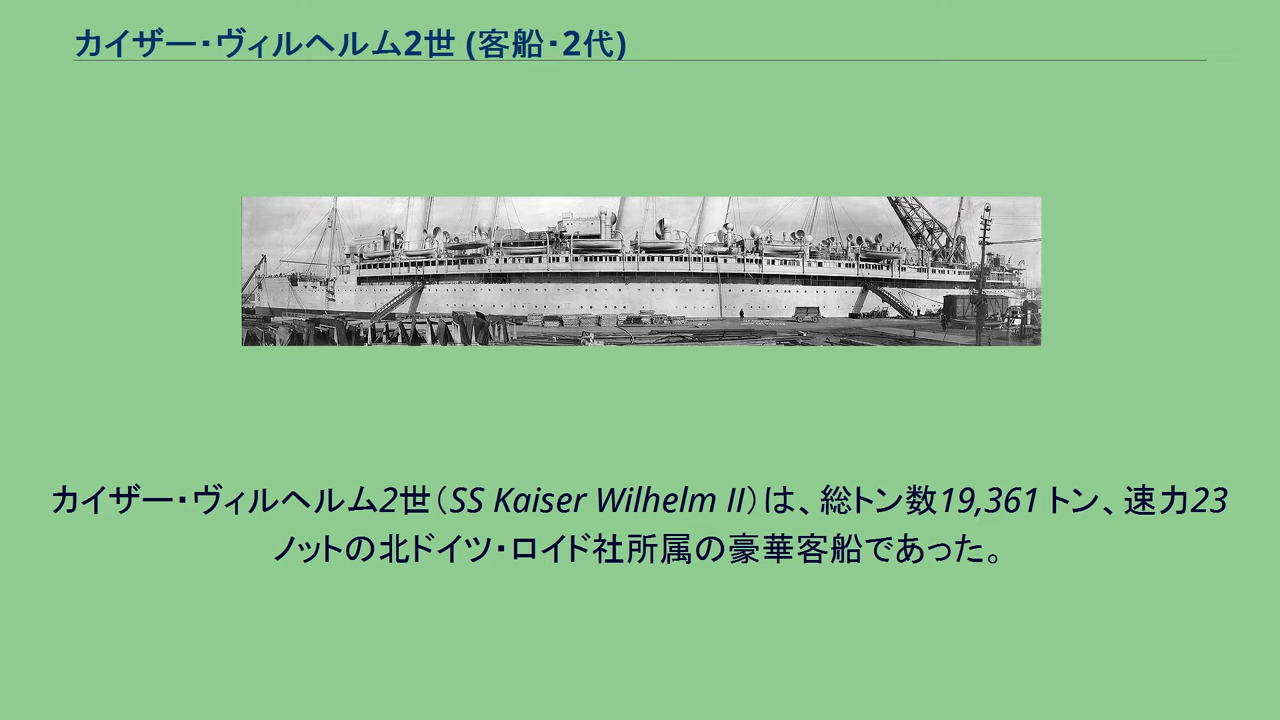 カイザー・ヴィルヘルム2世 (客船・2代)
カイザー・ヴィルヘルム2世（SS Kaiser Wilhelm II）は、総トン数19,361 トン、速力23
ノットの北ドイツ・ロイド社所属の豪華客船であった。